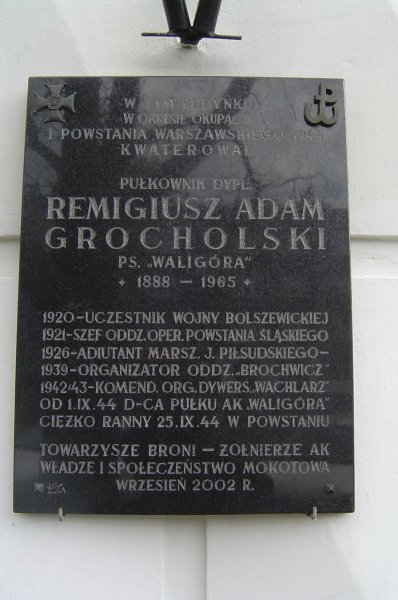 W TYM BUDYNKU
W OKRESIE OKUPACJI
I POWSTANIA WARSZAWSKIEGO 1944
KWATEROWAŁ
PUŁKOWNIK DYPL.
REMIGIUSZ ADAM
GROCHOLSKI
PS. „WALIGÓRA"
* 1888 – 1965 +
1920-UCZESTNIK WOJNY BOLSZEWICKIEJ
1921-SZEF ODDZ. OPER. POWSTANIA ŚLĄSKIEGO
1926-ADIUTANT MARSZ. J. PIŁSUDSKIEGO-
1939-ORGANIZATOR ODDZ. „BROCHWICZ"
1942/43-KOMEND. ORG. DYWERS. "WACHLARZ"
OD 1.IX.44 D-CA PUŁKU AK „WALIGÓRA"
CIĘŻKO RANNY 25.IX.44 W POWSTANIU
TOWARZYSZE BRONI – ŻOŁNIERZE AK
WŁADZE I SPOŁECZEŃSTWO MOKOTOWA
WRZESIEŃ 2002 R.